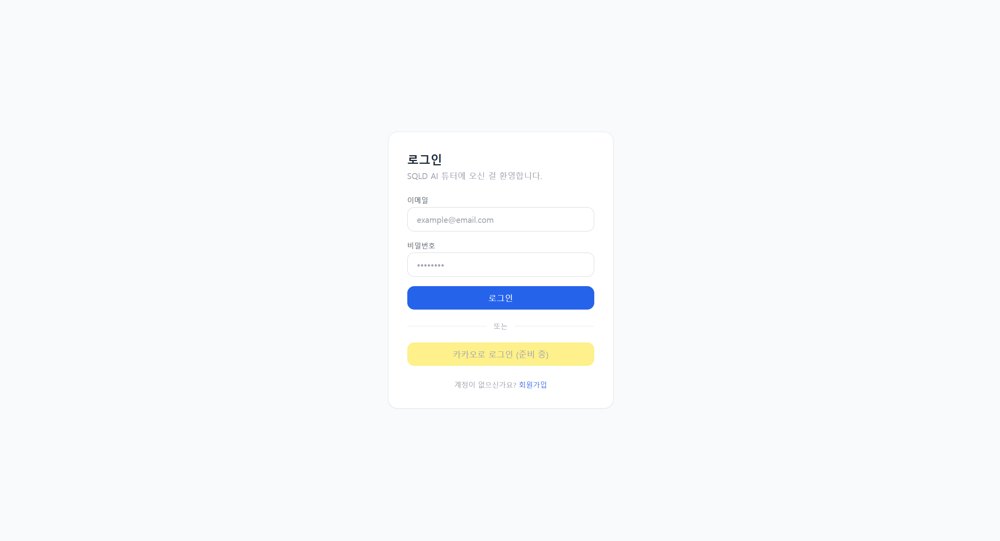 로그인
SQLD AI 튜터에 오신 걸 환영합니다.
이메일
example@email.com
비밀번호
••••••••
로그인
또는
카카오로 로그인 (준비 중)
계정이 없으신가요? 회원가입